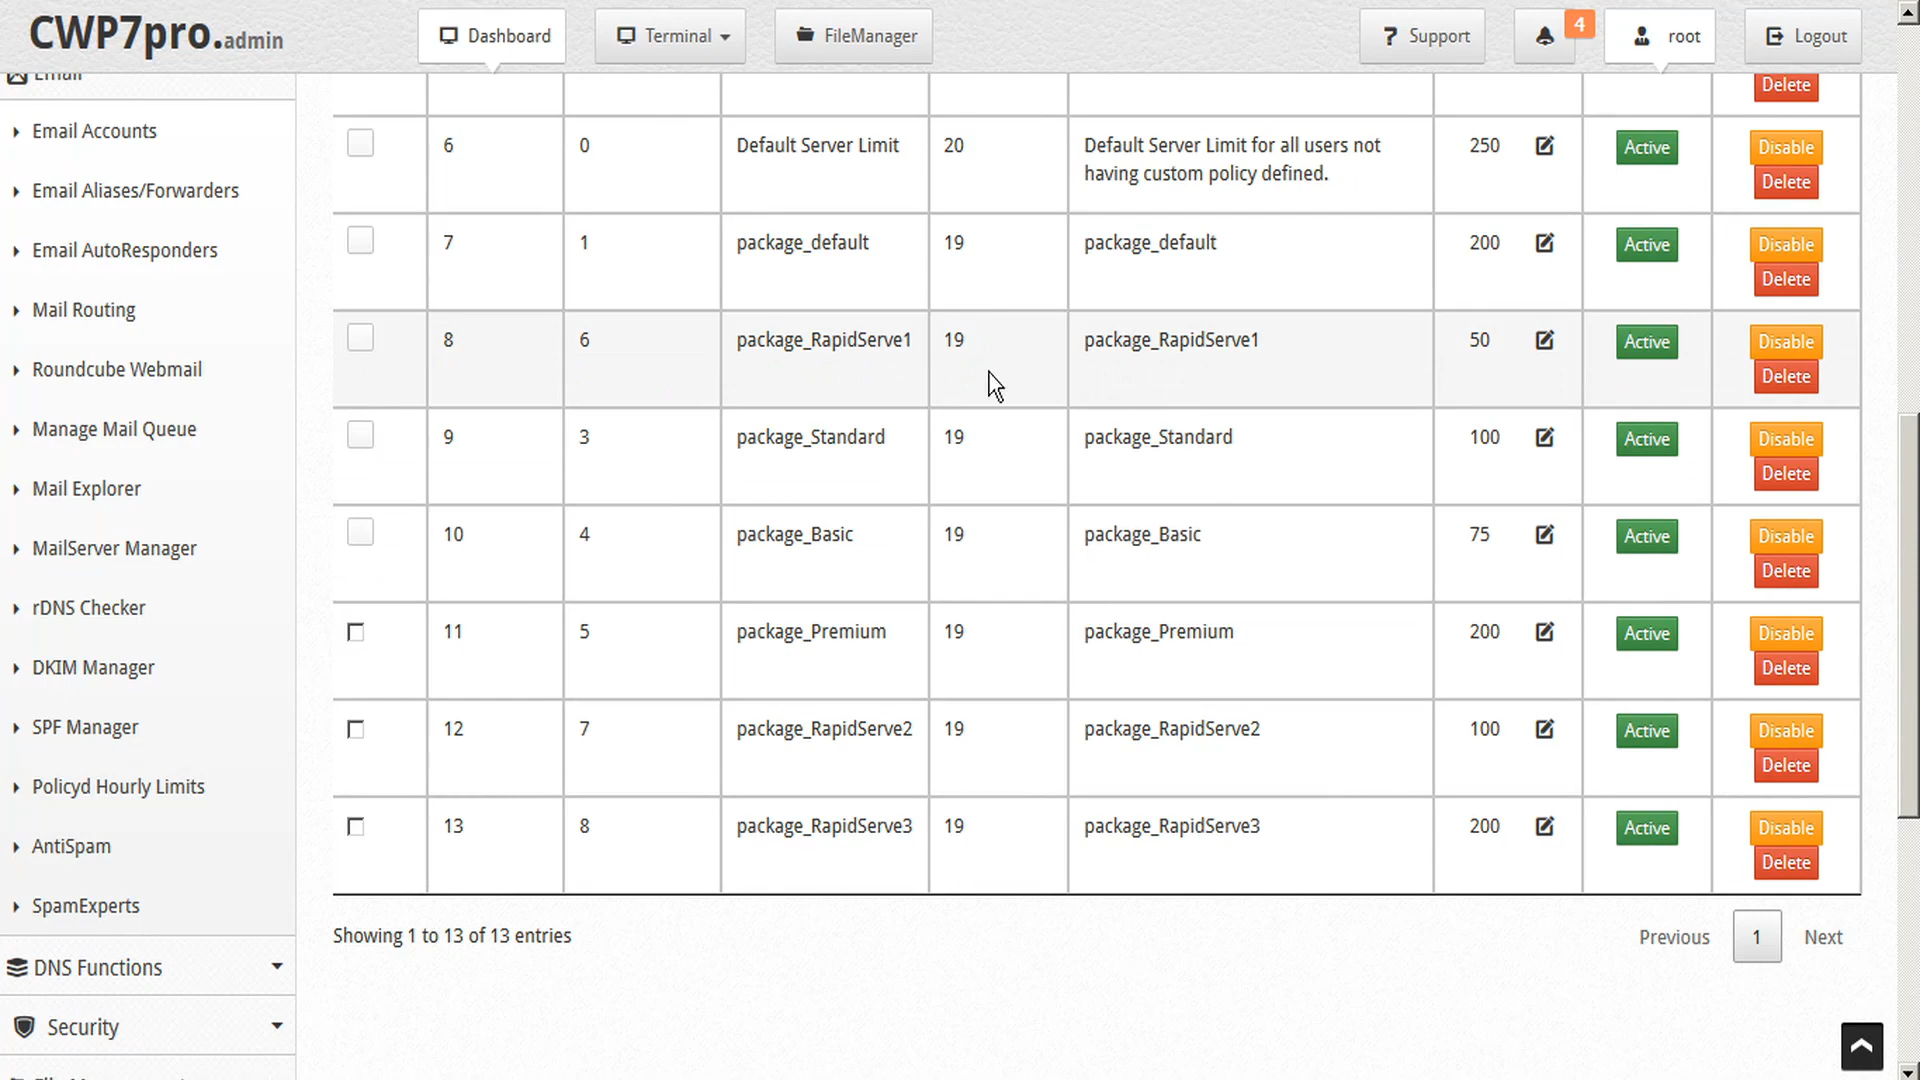 CWP7pro.admin
Dashboard
Terminal
FileManager
? Support
4
root
Logout
Email
Email Accounts
Email Aliases/Forwarders
Email AutoResponders
Mail Routing
Roundcube Webmail
Manage Mail Queue
Mail Explorer
MailServer Manager
rDNS Checker
DKIM Manager
SPF Manager
Policyd Hourly Limits
AntiSpam
SpamExperts
DNS Functions
Security
Delete
6 0 Default Server Limit 20 Default Server Limit for all users not 250 Active Disable
having custom policy defined. Delete
7 1 package_default 19 package_default 200 Active Disable
Delete
8 6 package_RapidServe1 19 package_RapidServe1 50 Active Disable
Delete
9 3 package_Standard 19 package_Standard 100 Active Disable
Delete
10 4 package_Basic 19 package_Basic 75 Active Disable
Delete
11 5 package_Premium 19 package_Premium 200 Active Disable
Delete
12 7 package_RapidServe2 19 package_RapidServe2 100 Active Disable
Delete
13 8 package_RapidServe3 19 package_RapidServe3 200 Active Disable
Delete
Showing 1 to 13 of 13 entries
Previous 1 Next